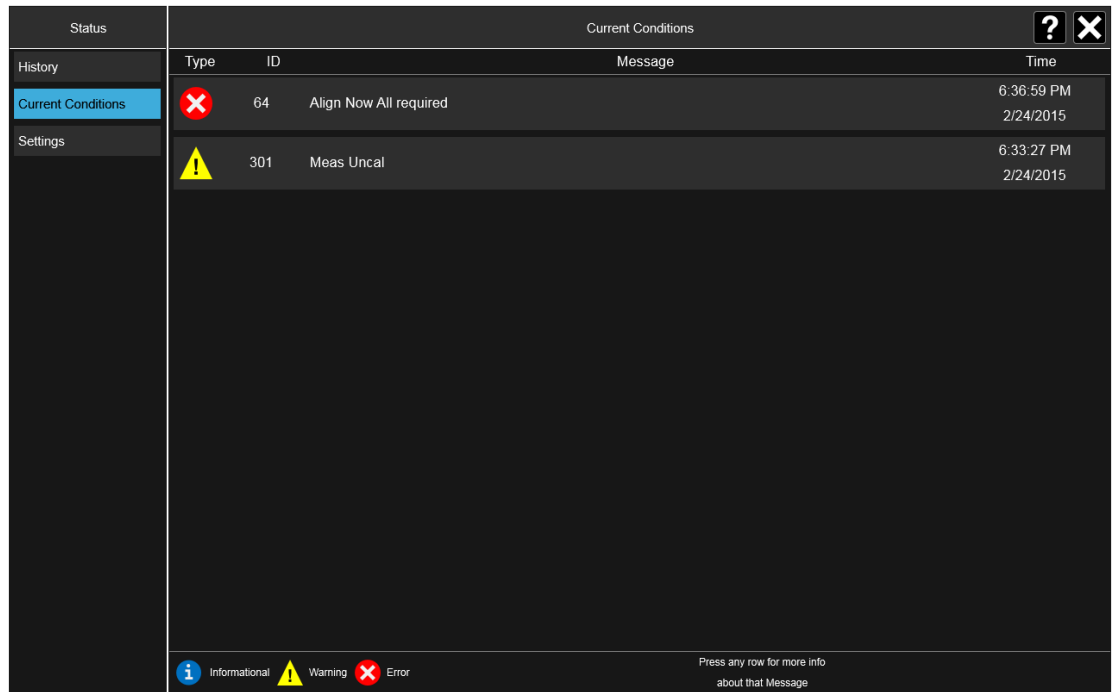 Status
Current Conditions
?
History
Current Conditions
Settings
Type ID Message Time
64 Align Now All required 6:36:59 PM
2/24/2015
301 Meas Uncal 6:33:27 PM
2/24/2015
i Informational ! Warning Error
Press any row for more info
about that Message